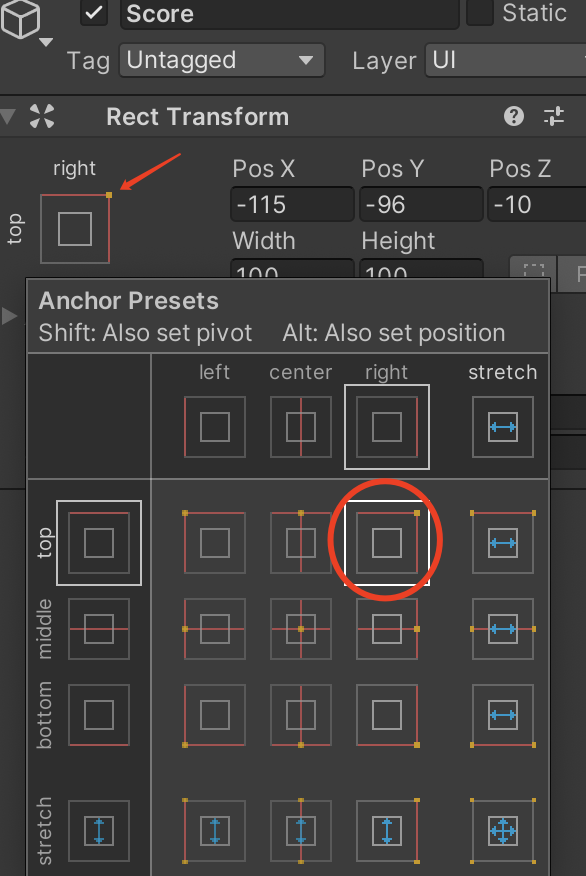 Score
Static
Tag
Untagged
Layer
UI
Rect Transform
right
top
Pos X
Pos Y
Pos Z
-115
-96
-10
Width
Height
100
100
Anchor Presets
Shift: Also set pivot
Alt: Also set position
left
center
right
stretch
top
middle
bottom
stretch